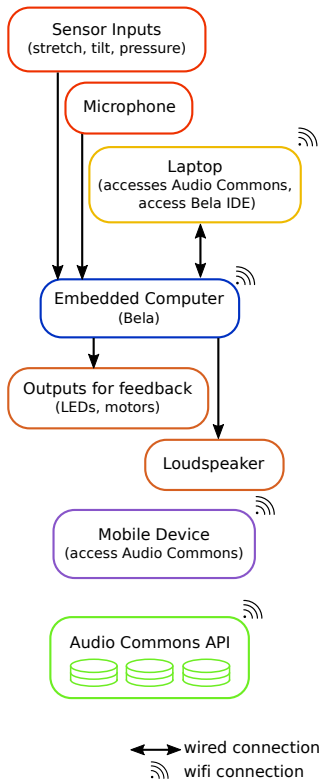 Sensor Inputs
(stretch, tilt, pressure)
Microphone
Laptop
(accesses Audio Commons,
access Bela IDE)
Embedded Computer
(Bela)
Outputs for feedback
(LEDs, motors)
Loudspeaker
Mobile Device
(access Audio Commons)
Audio Commons API
wired connection
wifi connection